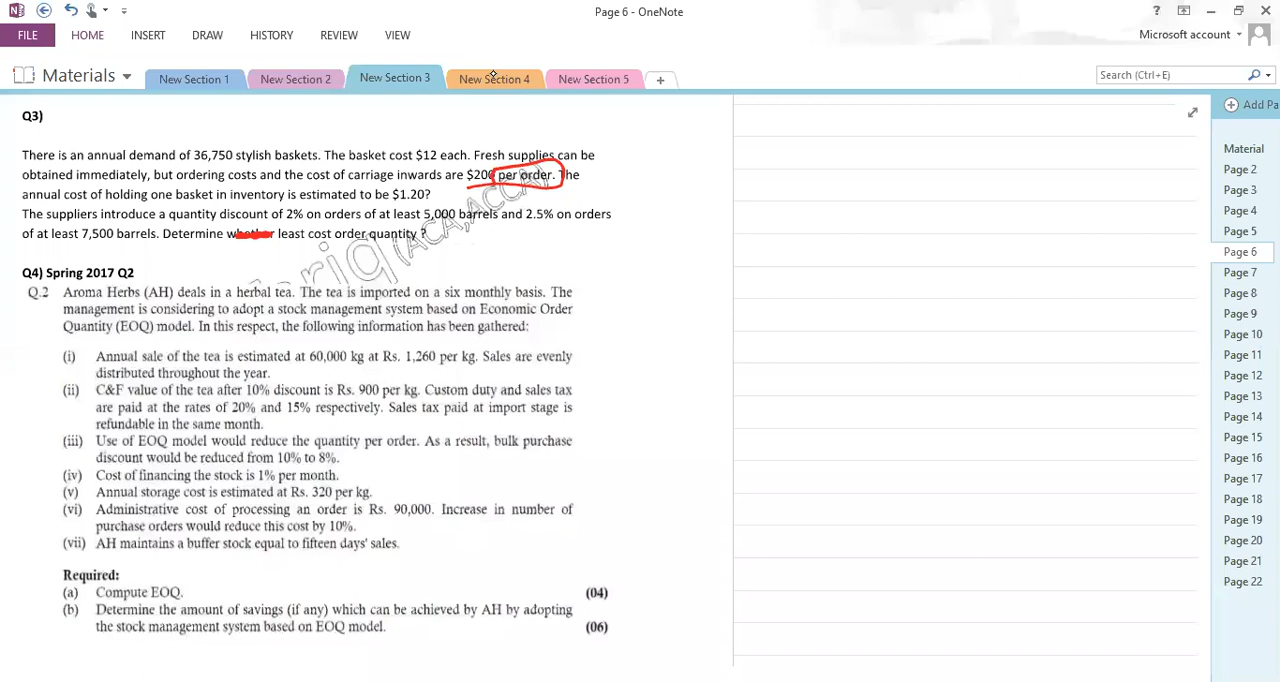 Page 6 - OneNote
?
FILE HOME INSERT DRAW HISTORY REVIEW VIEW
Microsoft account
Materials
New Section 1 New Section 2 New Section 3 New Section 4 New Section 5 +
Search (Ctrl+E)
Add Pa
Q3)
There is an annual demand of 36,750 stylish baskets. The basket cost $12 each. Fresh supplies can be
obtained immediately, but ordering costs and the cost of carriage inwards are $200 per order. The
annual cost of holding one basket in inventory is estimated to be $1.20?
The suppliers introduce a quantity discount of 2% on orders of at least 5,000 barrels and 2.5% on orders
of at least 7,500 barrels. Determine whether least cost order quantity ?
(ACA,ACCA)
Q4) Spring 2017 Q2
Q.2 Aroma Herbs (AH) deals in a herbal tea. The tea is imported on a six monthly basis. The
management is considering to adopt a stock management system based on Economic Order
Quantity (EOQ) model. In this respect, the following information has been gathered:
(i) Annual sale of the tea is estimated at 60,000 kg at Rs. 1,260 per kg. Sales are evenly
distributed throughout the year.
(ii) C&F value of the tea after 10% discount is Rs. 900 per kg. Custom duty and sales tax
are paid at the rates of 20% and 15% respectively. Sales tax paid at import stage is
refundable in the same month.
(iii) Use of EOQ model would reduce the quantity per order. As a result, bulk purchase
discount would be reduced from 10% to 8%.
(iv) Cost of financing the stock is 1% per month.
(v) Annual storage cost is estimated at Rs. 320 per kg.
(vi) Administrative cost of processing an order is Rs. 90,000. Increase in number of
purchase orders would reduce this cost by 10%.
(vii) AH maintains a buffer stock equal to fifteen days' sales.
Required:
(a) Compute EOQ. (04)
(b) Determine the amount of savings (if any) which can be achieved by AH by adopting
the stock management system based on EOQ model. (06)
Material
Page 2
Page 3
Page 4
Page 5
Page 6
Page 7
Page 8
Page 9
Page 10
Page 11
Page 12
Page 13
Page 14
Page 15
Page 16
Page 17
Page 18
Page 19
Page 20
Page 21
Page 22